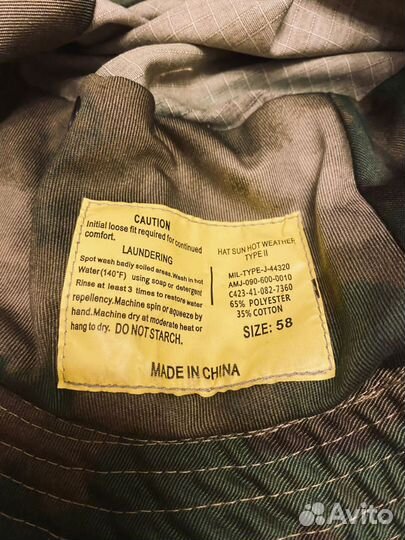 CAUTION
Initial loose fit required for continued
comfort.
LAUNDERING
Spot wash badly soiled areas. Wash in hot
Water(140°F) using soap or detergent
Rinse at least 3 times to restore water
repellency.Machine spin or squeeze by
hand.Machine dry at moderate heat or
hang to dry. DO NOT STARCH.
HAT SUN HOT WEATHER,
TYPE II
MIL-TYPE-J-44320
AMJ-090-600-0010
C423-41-082-7360
65% POLYESTER
35% COTTON
SIZE: 58
MADE IN CHINA
Avito